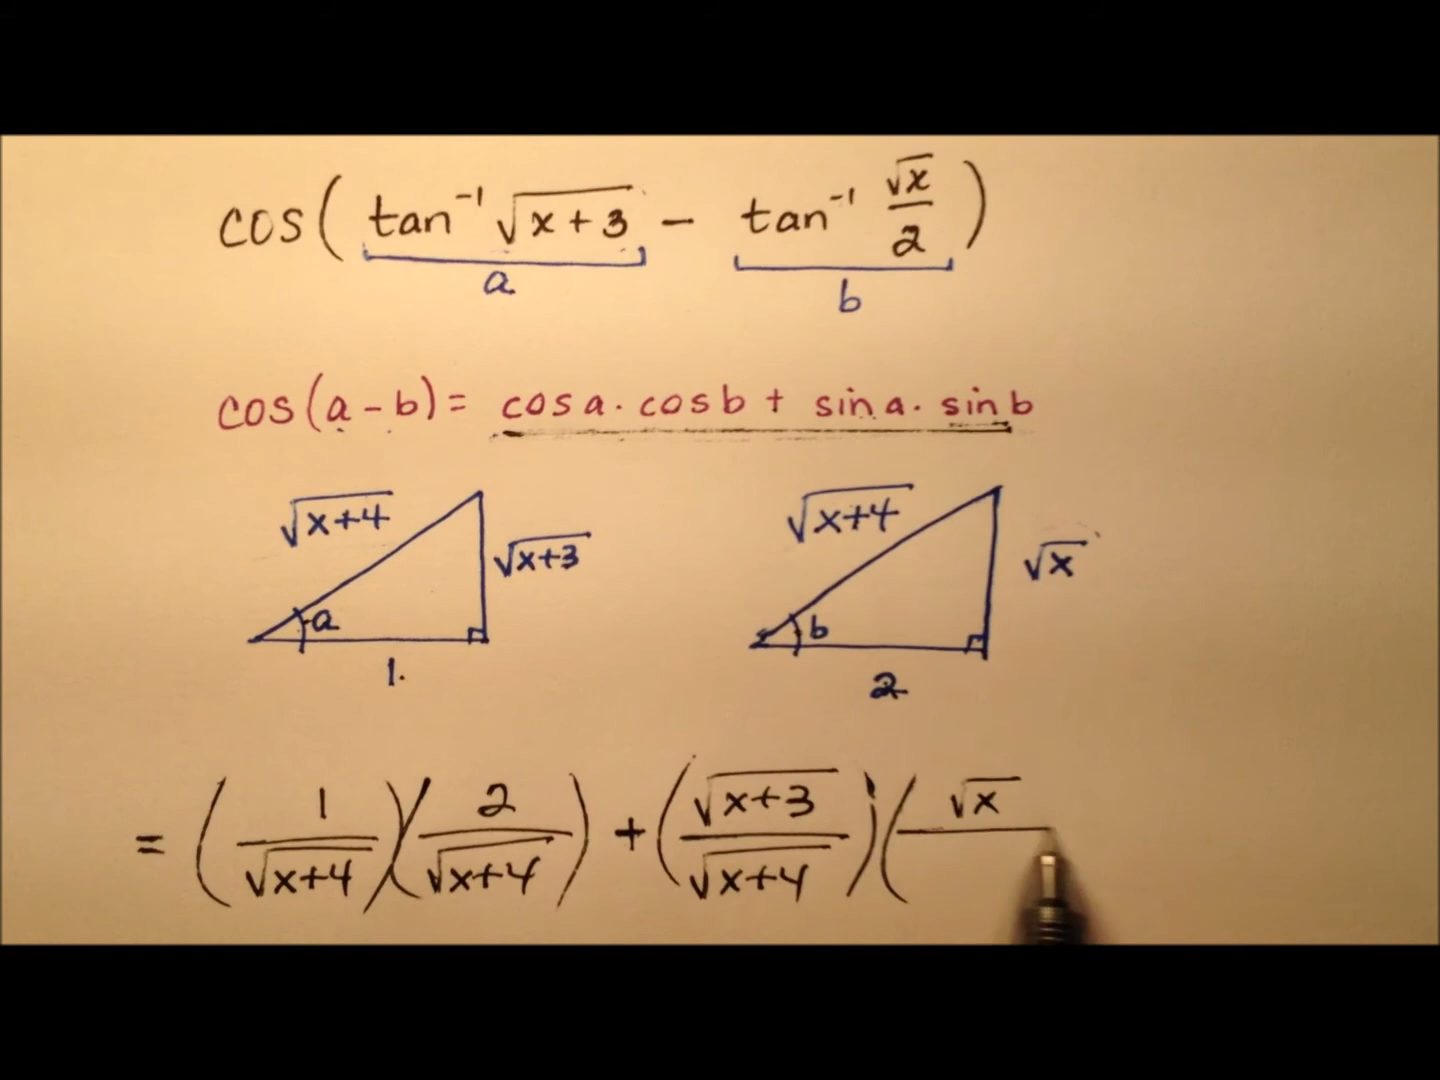 cos(tan⁻¹ √(x+3) − tan⁻¹ √x/2)
a b
cos(a − b) = cos a · cos b + sin a · sin b
√(x+4) √(x+3) a 1
√(x+4) √x b 2
= (1/√(x+4))(2/√(x+4)) + (√(x+3)/√(x+4))(√x/